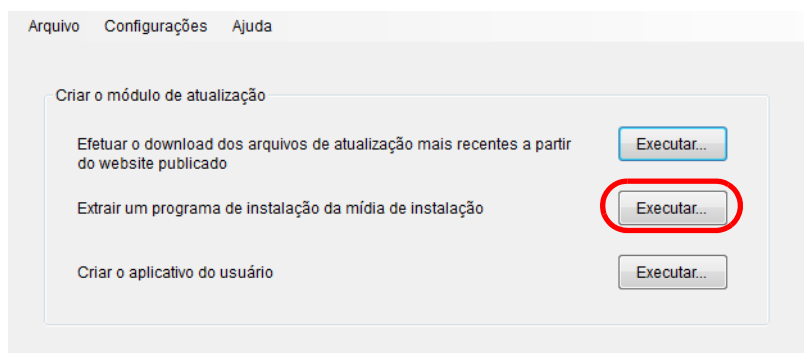 Arquivo Configurações Ajuda
Criar o módulo de atualização
Efetuar o download dos arquivos de atualização mais recentes a partir Executar...
do website publicado
Extrair um programa de instalação da mídia de instalação Executar...
Criar o aplicativo do usuário Executar...